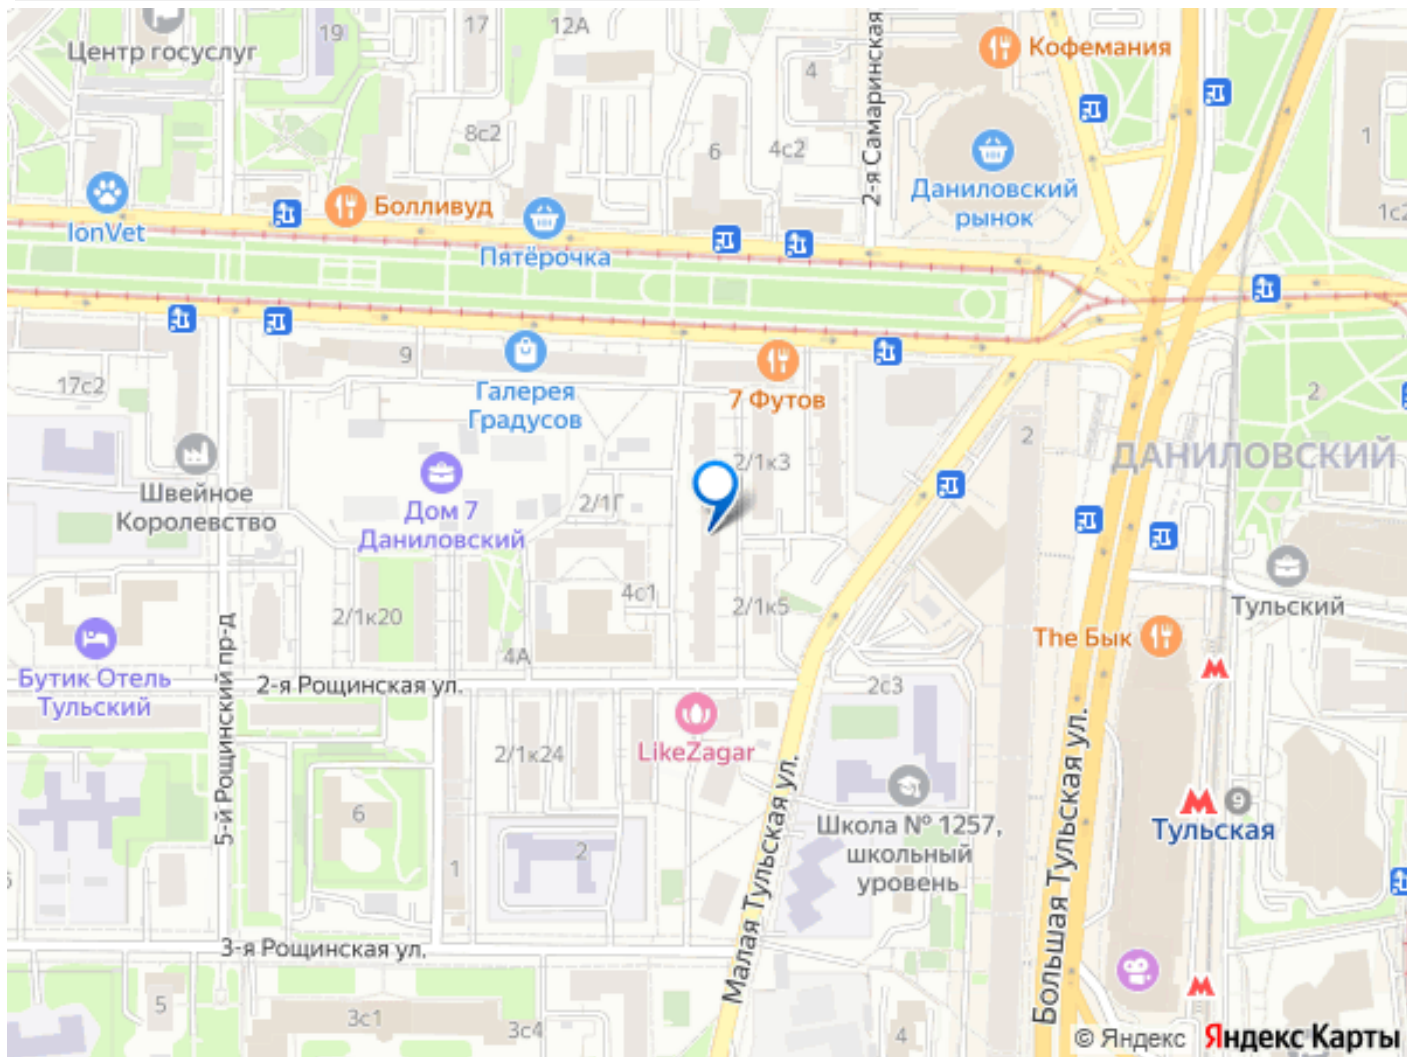 Центр госуслуг
19
17
12А
2-я Самаринская
Кофемания
4
8с2
6
4с2
1
IonVet
Болливуд
Пятёрочка
Даниловский
рынок
1с2
9
17с2
Галерея
Градусов
7 Футов
2
2
ДАНИЛОВСКИЙ
2/1к3
Швейное
Королевство
Дом 7
Даниловский
2/1Г
4с1
2/1к20
2/1к5
Тульский
The Бык
4А
Бутик Отель
Тульский
2-я Рощинская ул.
5-й Рощинский пр-д
2с3
LikeZagar
2/1к24
Малая Тульская ул.
Большая Тульская ул.
6
9
Тульская
Школа № 1257,
школьный
уровень
2
1
3-я Рощинская ул.
5
3с1
3с4
4
© Яндекс Яндекс Карты